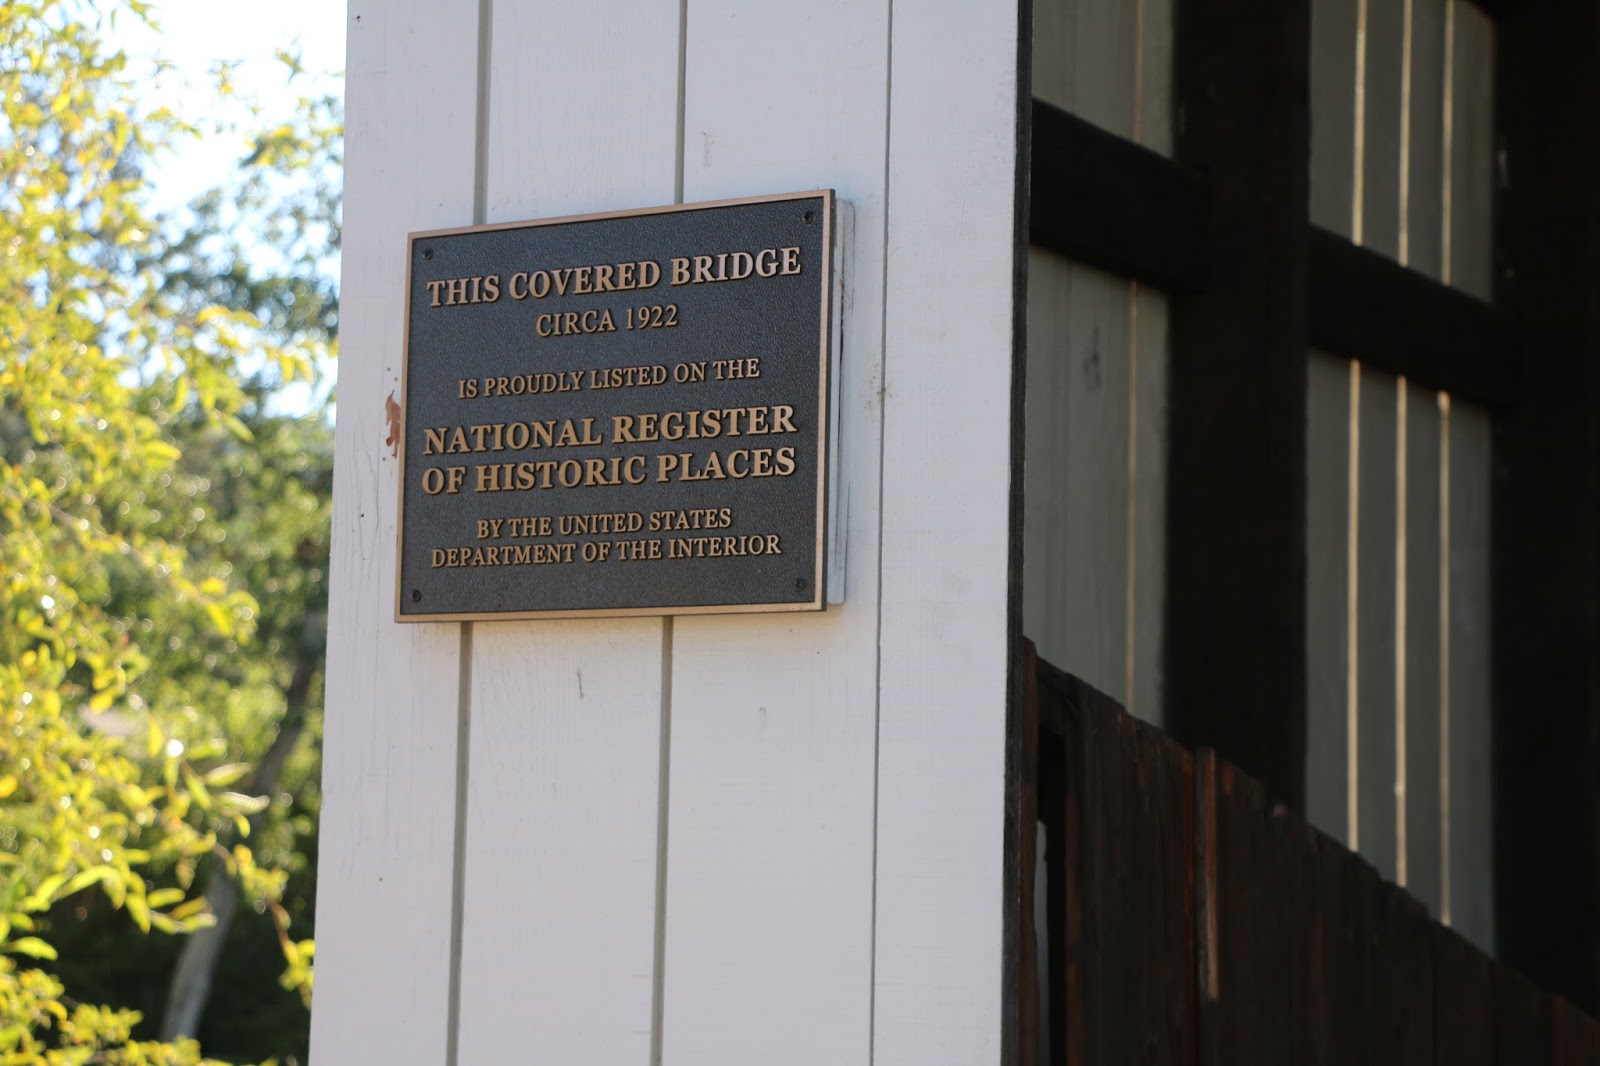 THIS COVERED BRIDGE
CIRCA 1922
IS PROUDLY LISTED ON THE
NATIONAL REGISTER
OF HISTORIC PLACES
BY THE UNITED STATES
DEPARTMENT OF THE INTERIOR